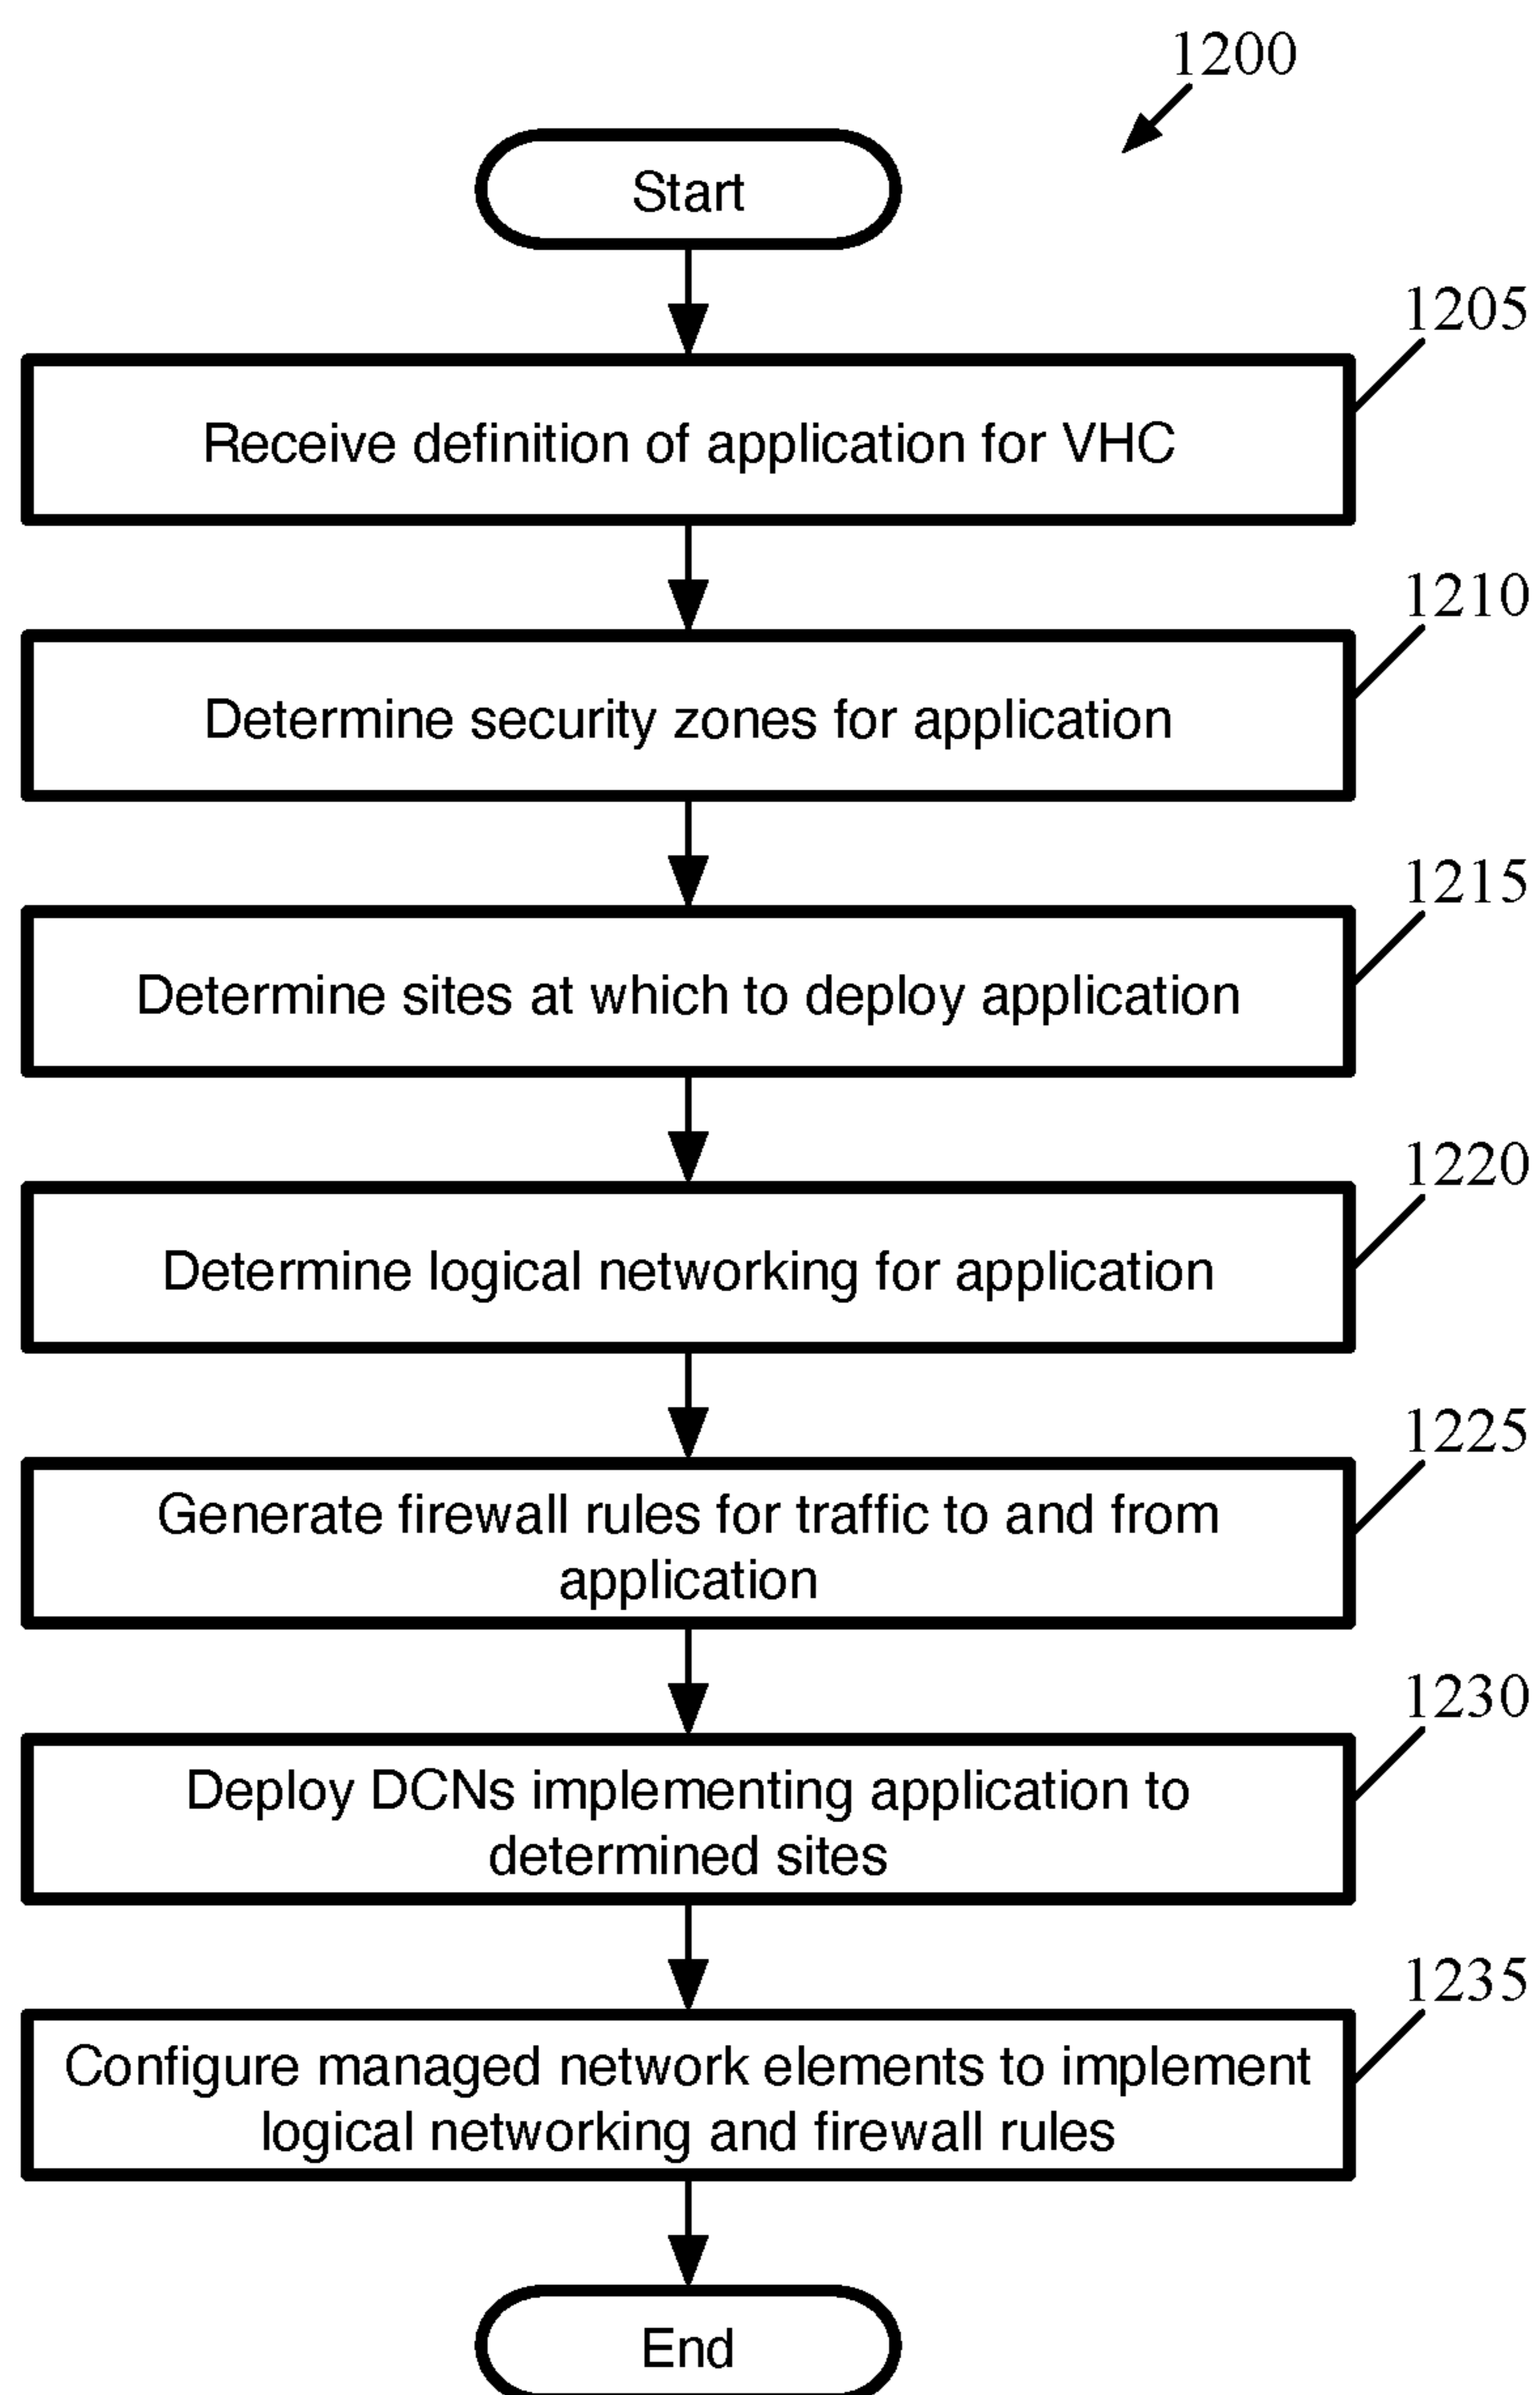 1200
Start
1205
Receive definition of application for VHC
1210
Determine security zones for application
1215
Determine sites at which to deploy application
1220
Determine logical networking for application
1225
Generate firewall rules for traffic to and from
application
1230
Deploy DCNs implementing application to
determined sites
1235
Configure managed network elements to implement
logical networking and firewall rules
End